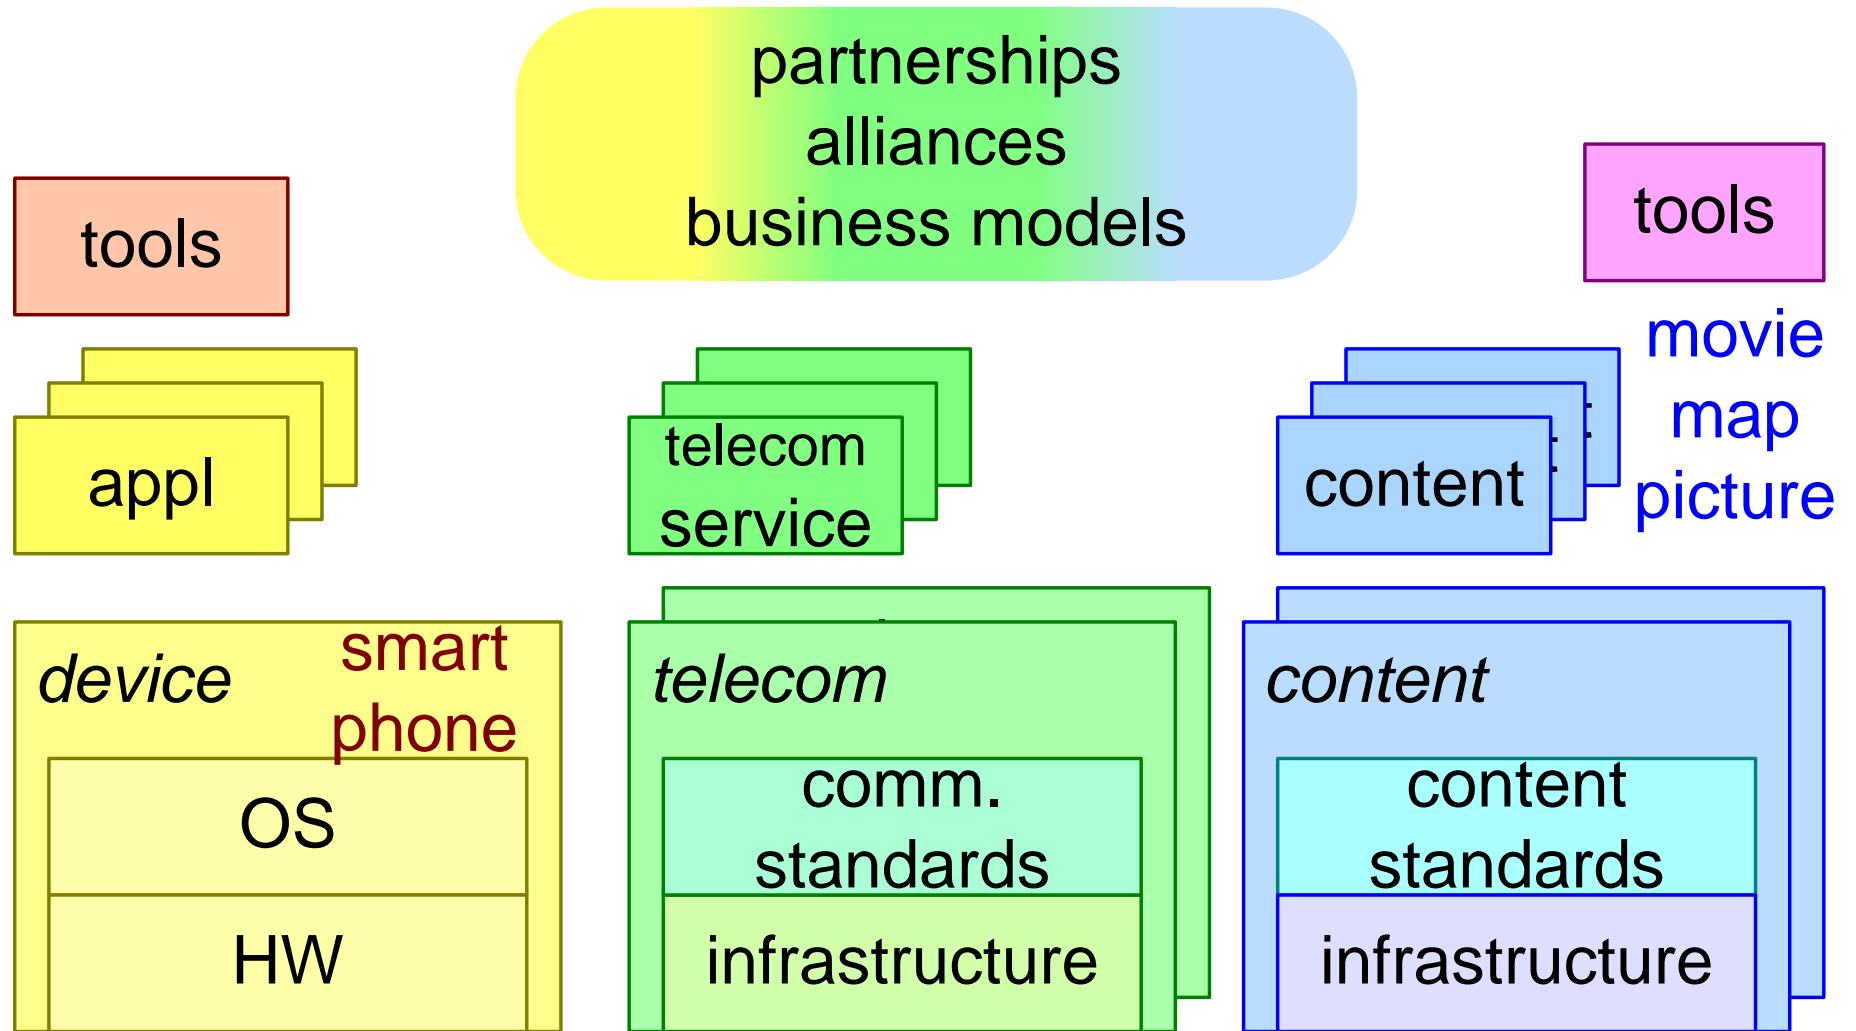 partnerships
alliances
business models
tools
tools
movie
map
picture
appl
telecom
service
content
device
smart
phone
OS
HW
telecom
comm.
standards
infrastructure
content
content
standards
infrastructure